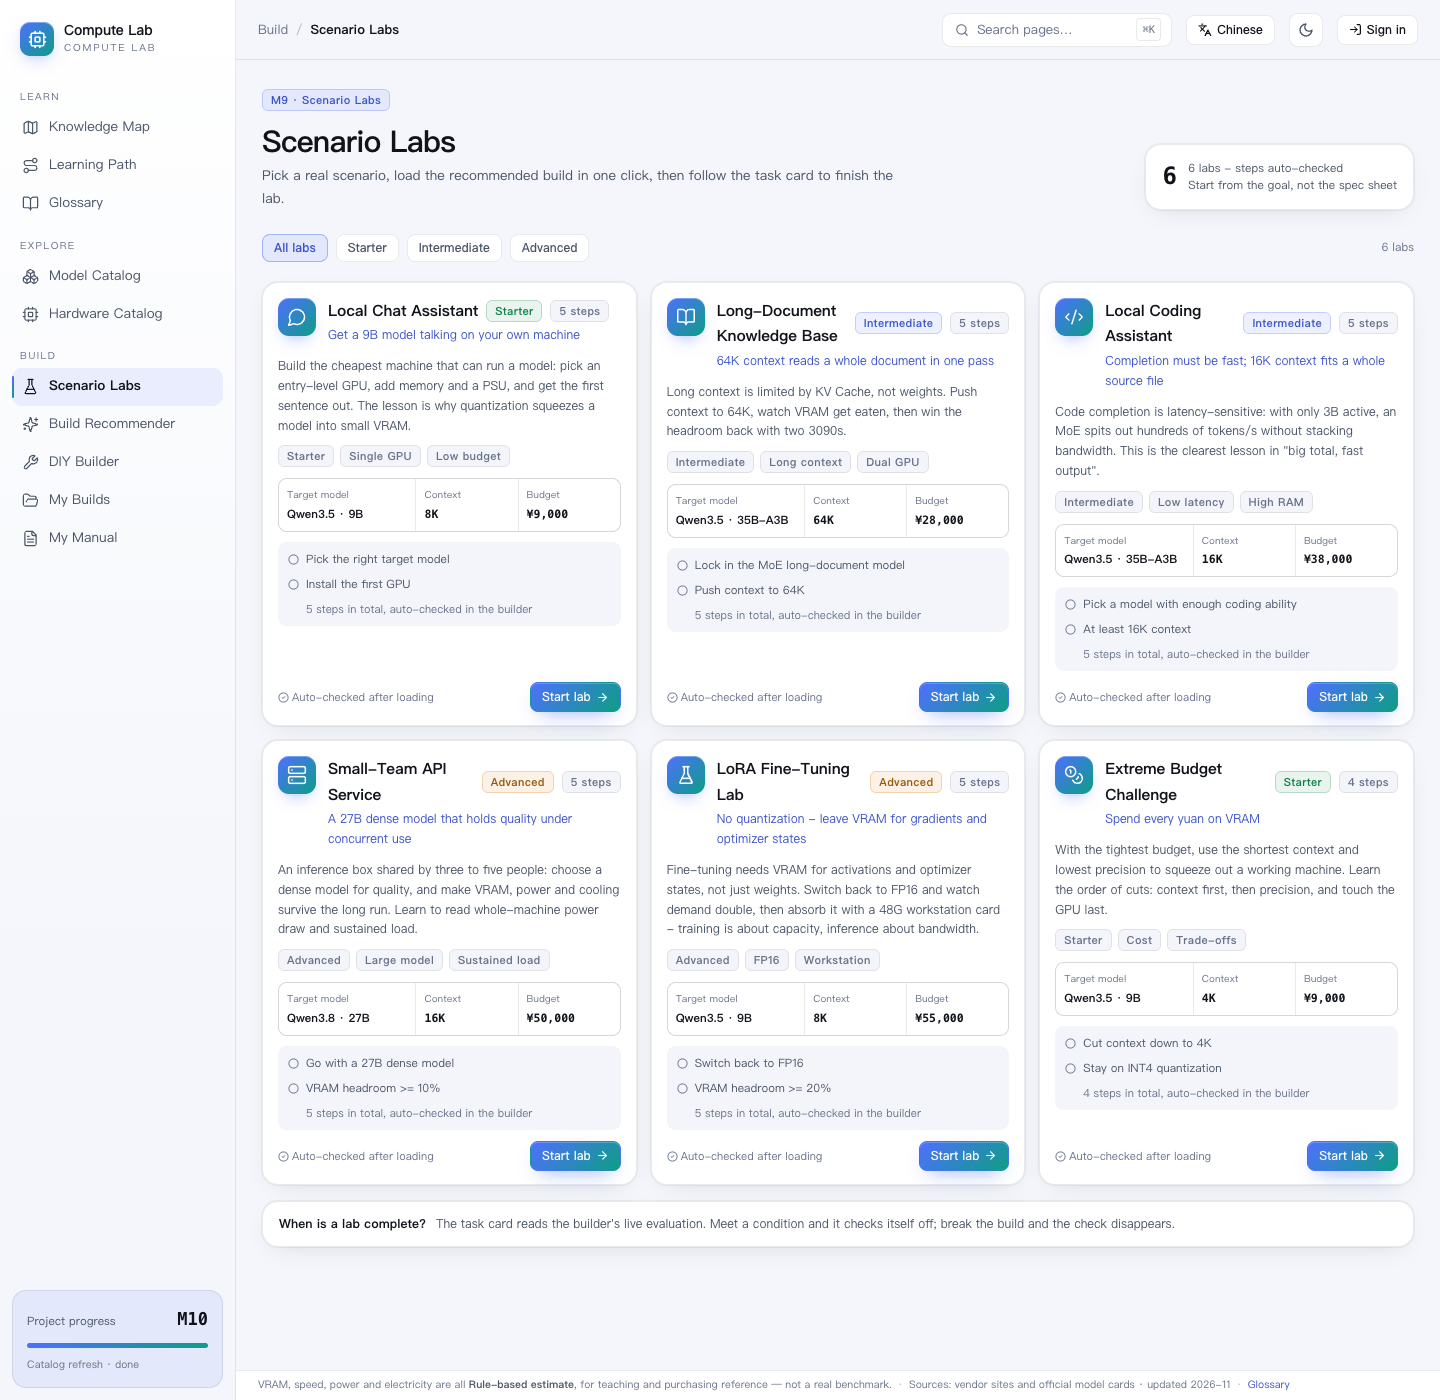 Compute Lab
COMPUTE LAB
LEARN
Knowledge Map
Learning Path
Glossary
EXPLORE
Model Catalog
Hardware Catalog
BUILD
Scenario Labs
Build Recommender
DIY Builder
My Builds
My Manual
Project progress M10
Catalog refresh · done
Build / Scenario Labs
Search pages... ⌘K
Chinese
Sign in
M9 · Scenario Labs
Scenario Labs
Pick a real scenario, load the recommended build in one click, then follow the task card to finish the
lab.
6
6 labs – steps auto-checked
Start from the goal, not the spec sheet
All labs Starter Intermediate Advanced
6 labs
Local Chat Assistant Starter 5 steps
Get a 9B model talking on your own machine
Build the cheapest machine that can run a model: pick an
entry-level GPU, add memory and a PSU, and get the first
sentence out. The lesson is why quantization squeezes a
model into small VRAM.
Starter Single GPU Low budget
Target model Context Budget
Qwen3.5 · 9B 8K ¥9,000
Pick the right target model
Install the first GPU
5 steps in total, auto-checked in the builder
Auto-checked after loading Start lab →
Long-Document
Knowledge Base
Intermediate 5 steps
64K context reads a whole document in one pass
Long context is limited by KV Cache, not weights. Push
context to 64K, watch VRAM get eaten, then win the
headroom back with two 3090s.
Intermediate Long context Dual GPU
Target model Context Budget
Qwen3.5 · 35B-A3B 64K ¥28,000
Lock in the MoE long-document model
Push context to 64K
5 steps in total, auto-checked in the builder
Auto-checked after loading Start lab →
Local Coding
Assistant
Intermediate 5 steps
Completion must be fast; 16K context fits a whole
source file
Code completion is latency-sensitive: with only 3B active, an
MoE spits out hundreds of tokens/s without stacking
bandwidth. This is the clearest lesson in "big total, fast
output".
Intermediate Low latency High RAM
Target model Context Budget
Qwen3.5 · 35B-A3B 16K ¥38,000
Pick a model with enough coding ability
At least 16K context
5 steps in total, auto-checked in the builder
Auto-checked after loading Start lab →
Small-Team API
Service
Advanced 5 steps
A 27B dense model that holds quality under
concurrent use
An inference box shared by three to five people: choose a
dense model for quality, and make VRAM, power and cooling
survive the long run. Learn to read whole-machine power
draw and sustained load.
Advanced Large model Sustained load
Target model Context Budget
Qwen3.8 · 27B 16K ¥50,000
Go with a 27B dense model
VRAM headroom >= 10%
5 steps in total, auto-checked in the builder
Auto-checked after loading Start lab →
LoRA Fine-Tuning
Lab
Advanced 5 steps
No quantization – leave VRAM for gradients and
optimizer states
Fine-tuning needs VRAM for activations and optimizer
states, not just weights. Switch back to FP16 and watch
demand double, then absorb it with a 48G workstation card
– training is about capacity, inference about bandwidth.
Advanced FP16 Workstation
Target model Context Budget
Qwen3.5 · 9B 8K ¥55,000
Switch back to FP16
VRAM headroom >= 20%
5 steps in total, auto-checked in the builder
Auto-checked after loading Start lab →
Extreme Budget
Challenge
Starter 4 steps
Spend every yuan on VRAM
With the tightest budget, use the shortest context and
lowest precision to squeeze out a working machine. Learn
the order of cuts: context first, then precision, and touch the
GPU last.
Starter Cost Trade-offs
Target model Context Budget
Qwen3.5 · 9B 4K ¥9,000
Cut context down to 4K
Stay on INT4 quantization
4 steps in total, auto-checked in the builder
Auto-checked after loading Start lab →
When is a lab complete? The task card reads the builder's live evaluation. Meet a condition and it checks itself off; break the build and the check disappears.
VRAM, speed, power and electricity are all Rule-based estimate, for teaching and purchasing reference — not a real benchmark. · Sources: vendor sites and official model cards · updated 2026-11 · Glossary